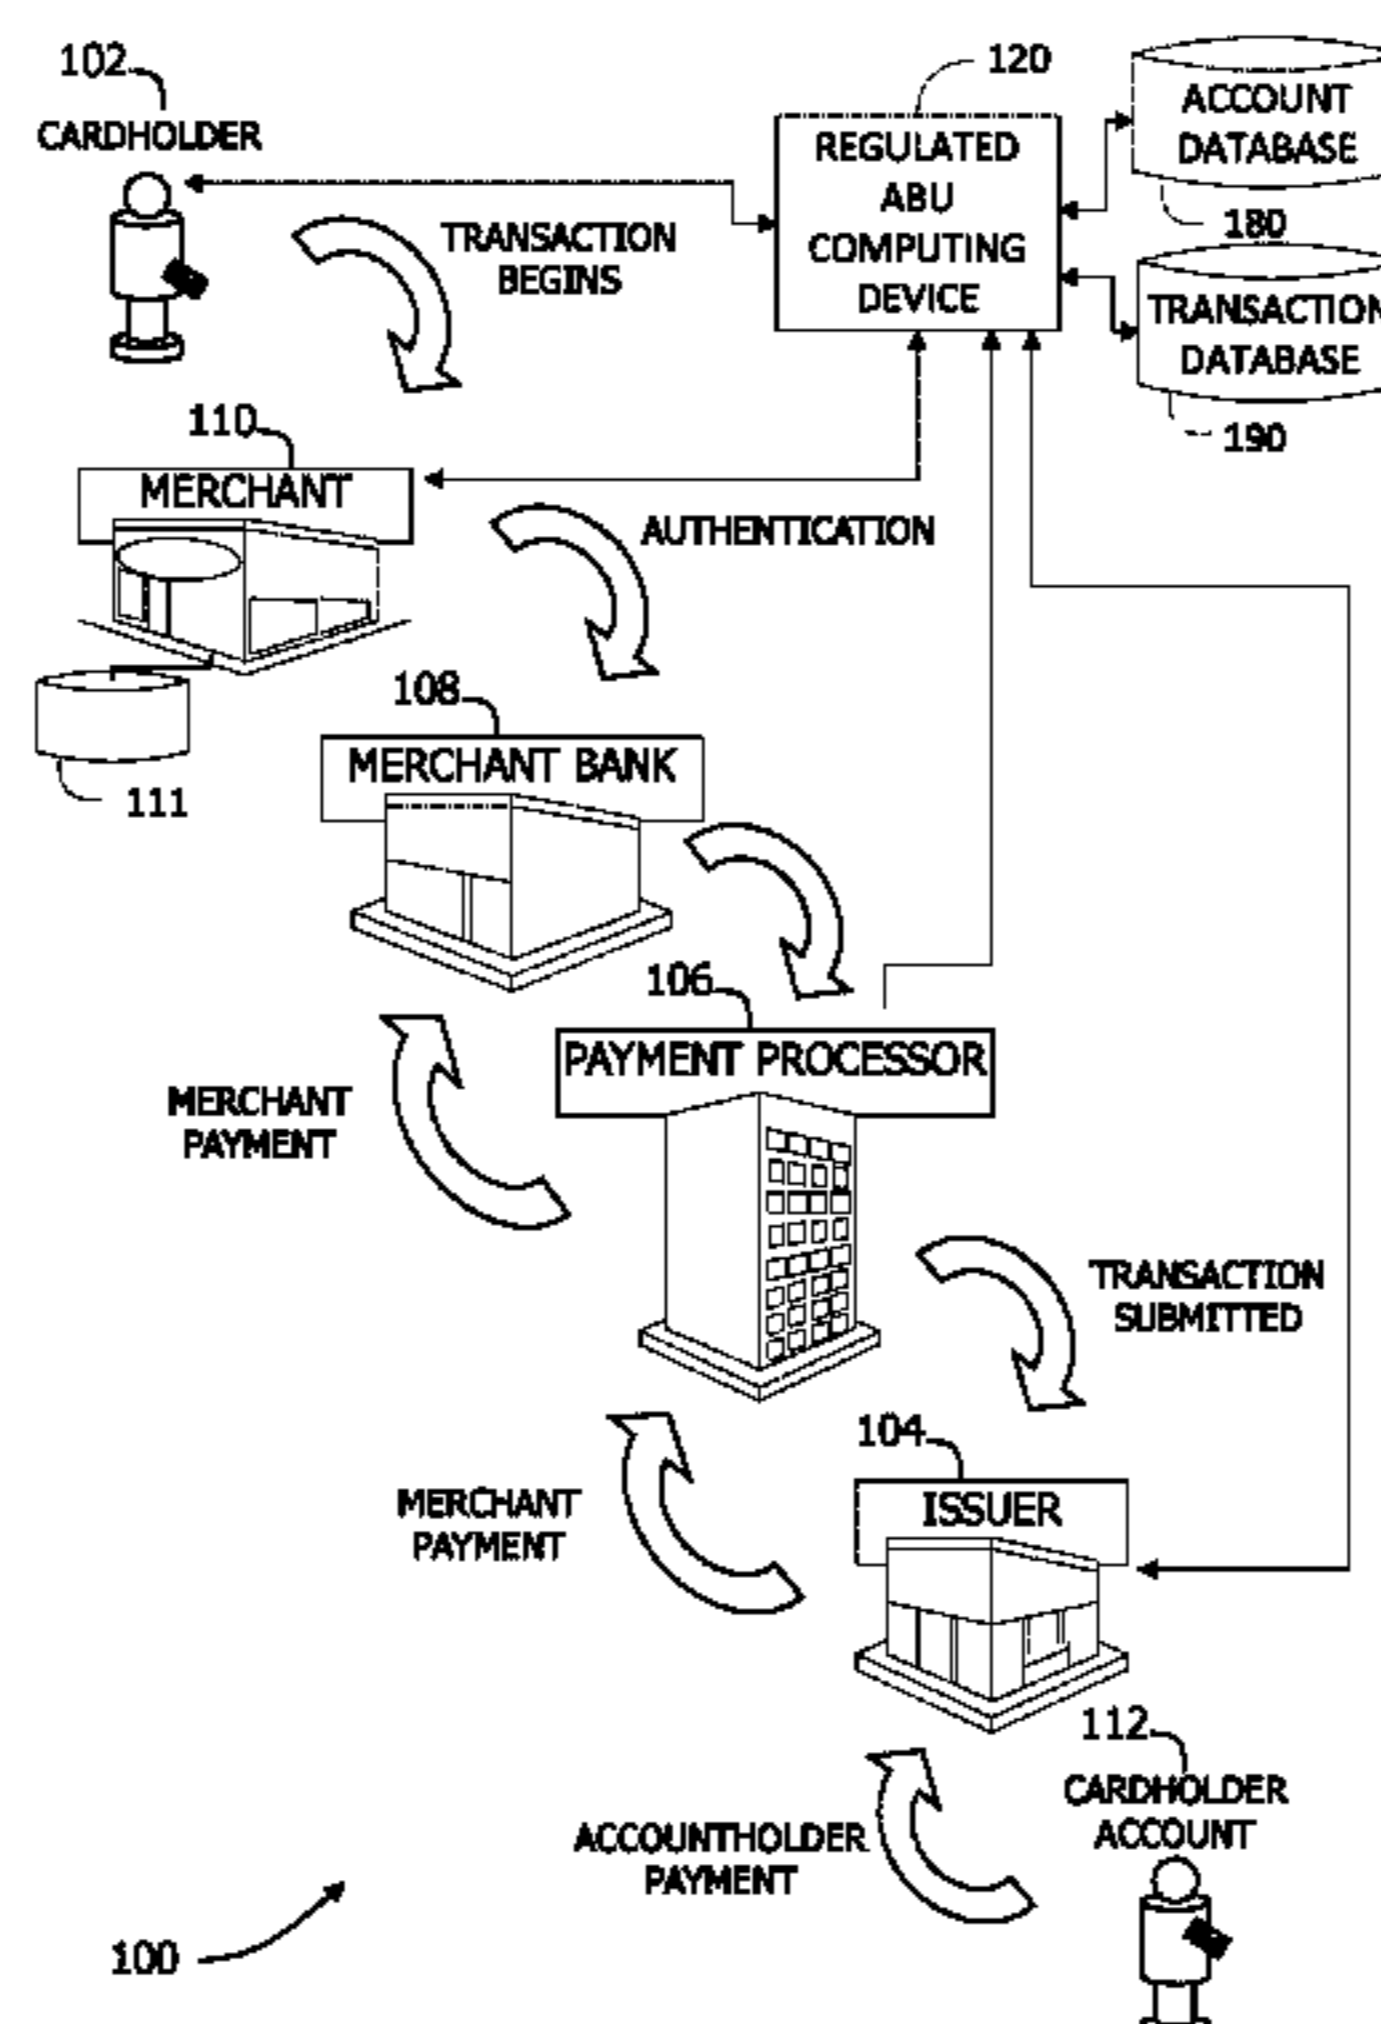 102
CARDHOLDER
120
REGULATED
ABU
COMPUTING
DEVICE
ACCOUNT
DATABASE
180
TRANSACTION
DATABASE
190
TRANSACTION
BEGINS
110
MERCHANT
AUTHENTICATION
111
108
MERCHANT BANK
106
PAYMENT PROCESSOR
MERCHANT
PAYMENT
TRANSACTION
SUBMITTED
104
ISSUER
MERCHANT
PAYMENT
112
CARDHOLDER
ACCOUNT
ACCOUNTHOLDER
PAYMENT
100